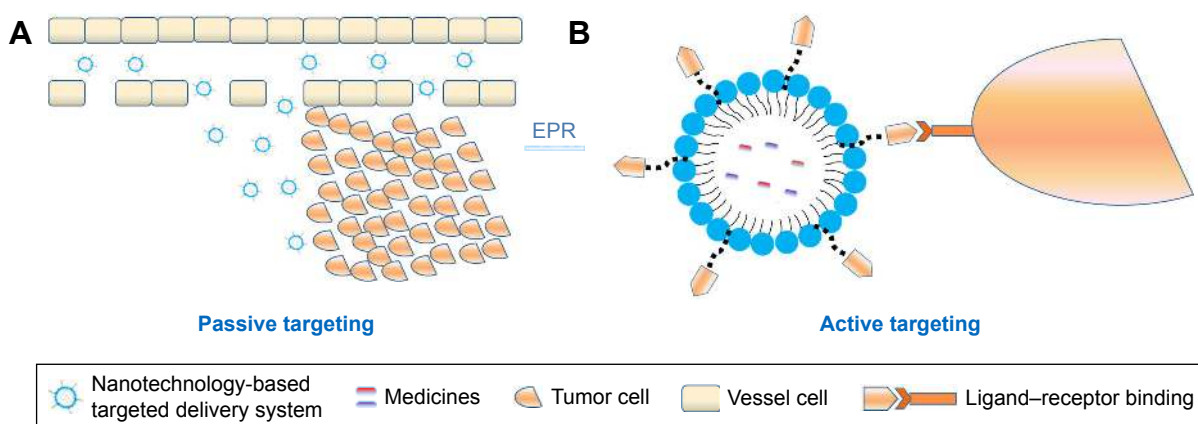 A
B
EPR
Passive targeting
Active targeting
Nanotechnology-based
targeted delivery system
Medicines
Tumor cell
Vessel cell
Ligand–receptor binding